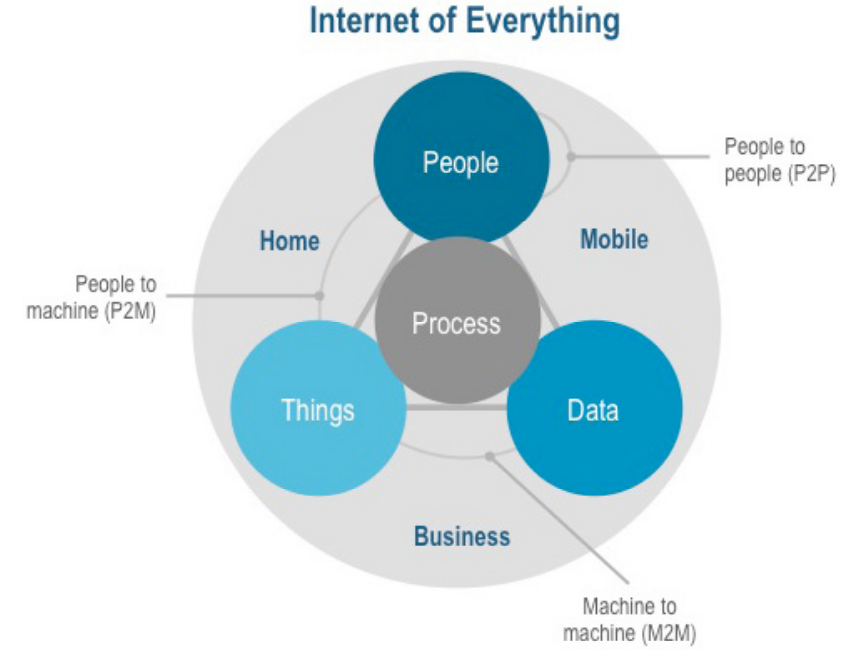 Internet of Everything
People
People to
people (P2P)
Home
Mobile
People to
machine (P2M)
Process
Things
Data
Business
Machine to
machine (M2M)